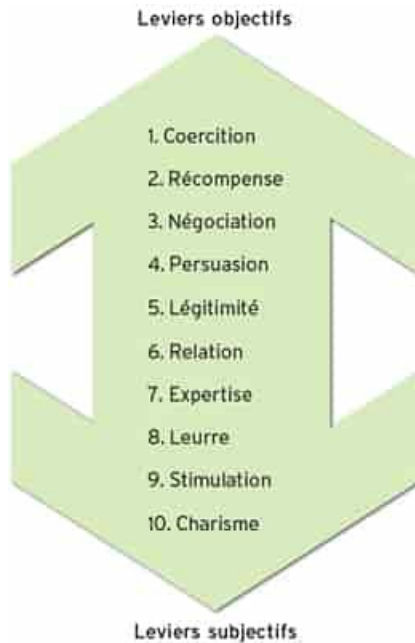 Leviers objectifs
1. Coercition
2. Récompense
3. Négociation
4. Persuasion
5. Légitimité
6. Relation
7. Expertise
8. Leurre
9. Stimulation
10. Charisme
Leviers subjectifs